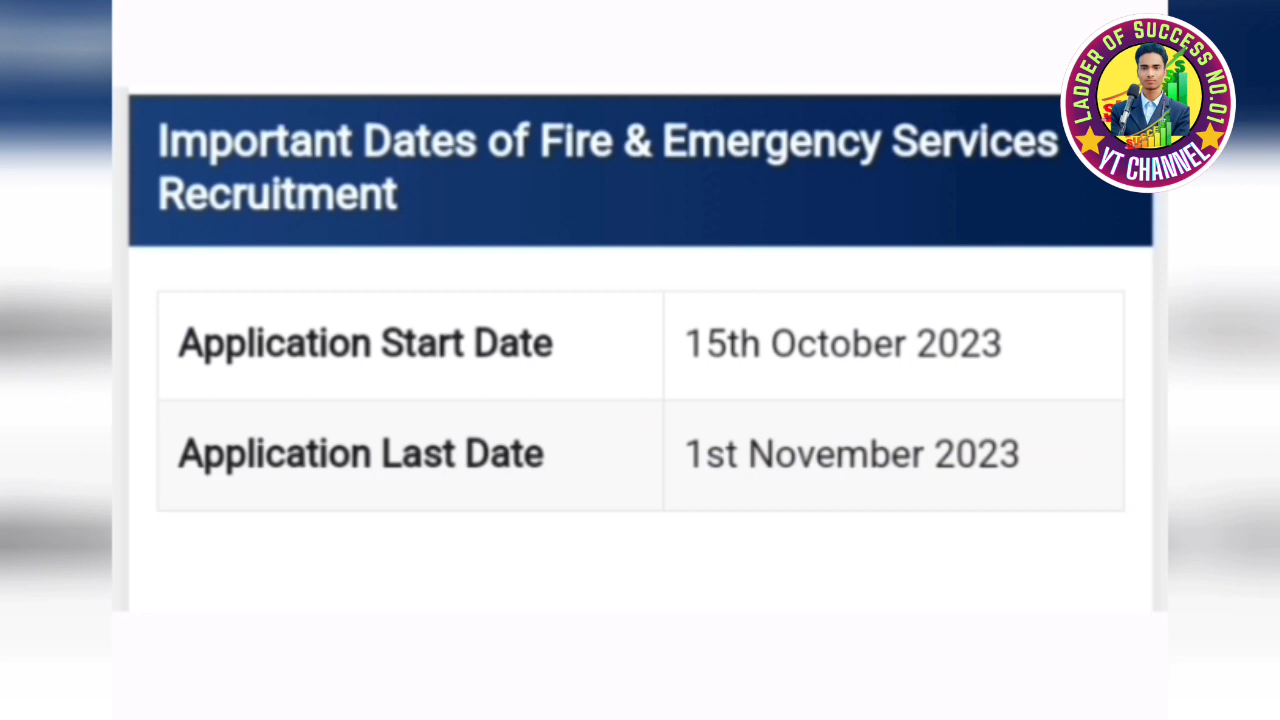 Important Dates of Fire & Emergency Services
Recruitment
Application Start Date 15th October 2023
Application Last Date 1st November 2023
LADDER OF SUCCESS NO.01
YT CHANNEL